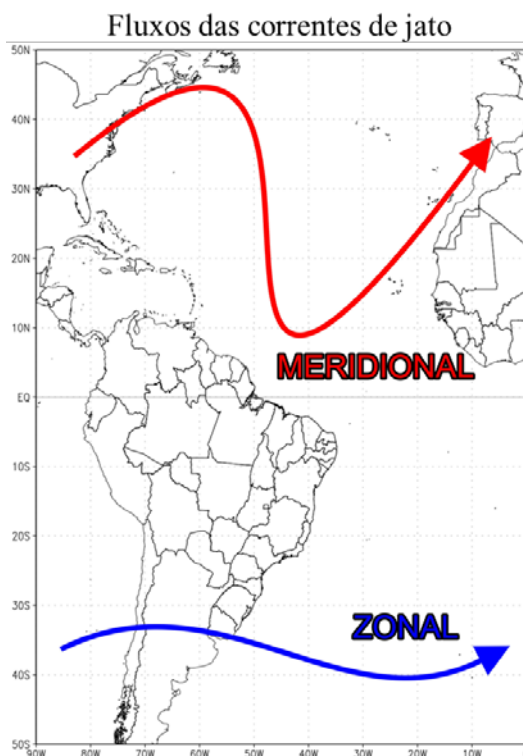 Fluxos das correntes de jato
50N
40N
30N
20N
10N
MERIDIONAL
EQ
10S
20S
30S
ZONAL
40S
50S
90W 80W 70W 60W 50W 40W 30W 20W 10W